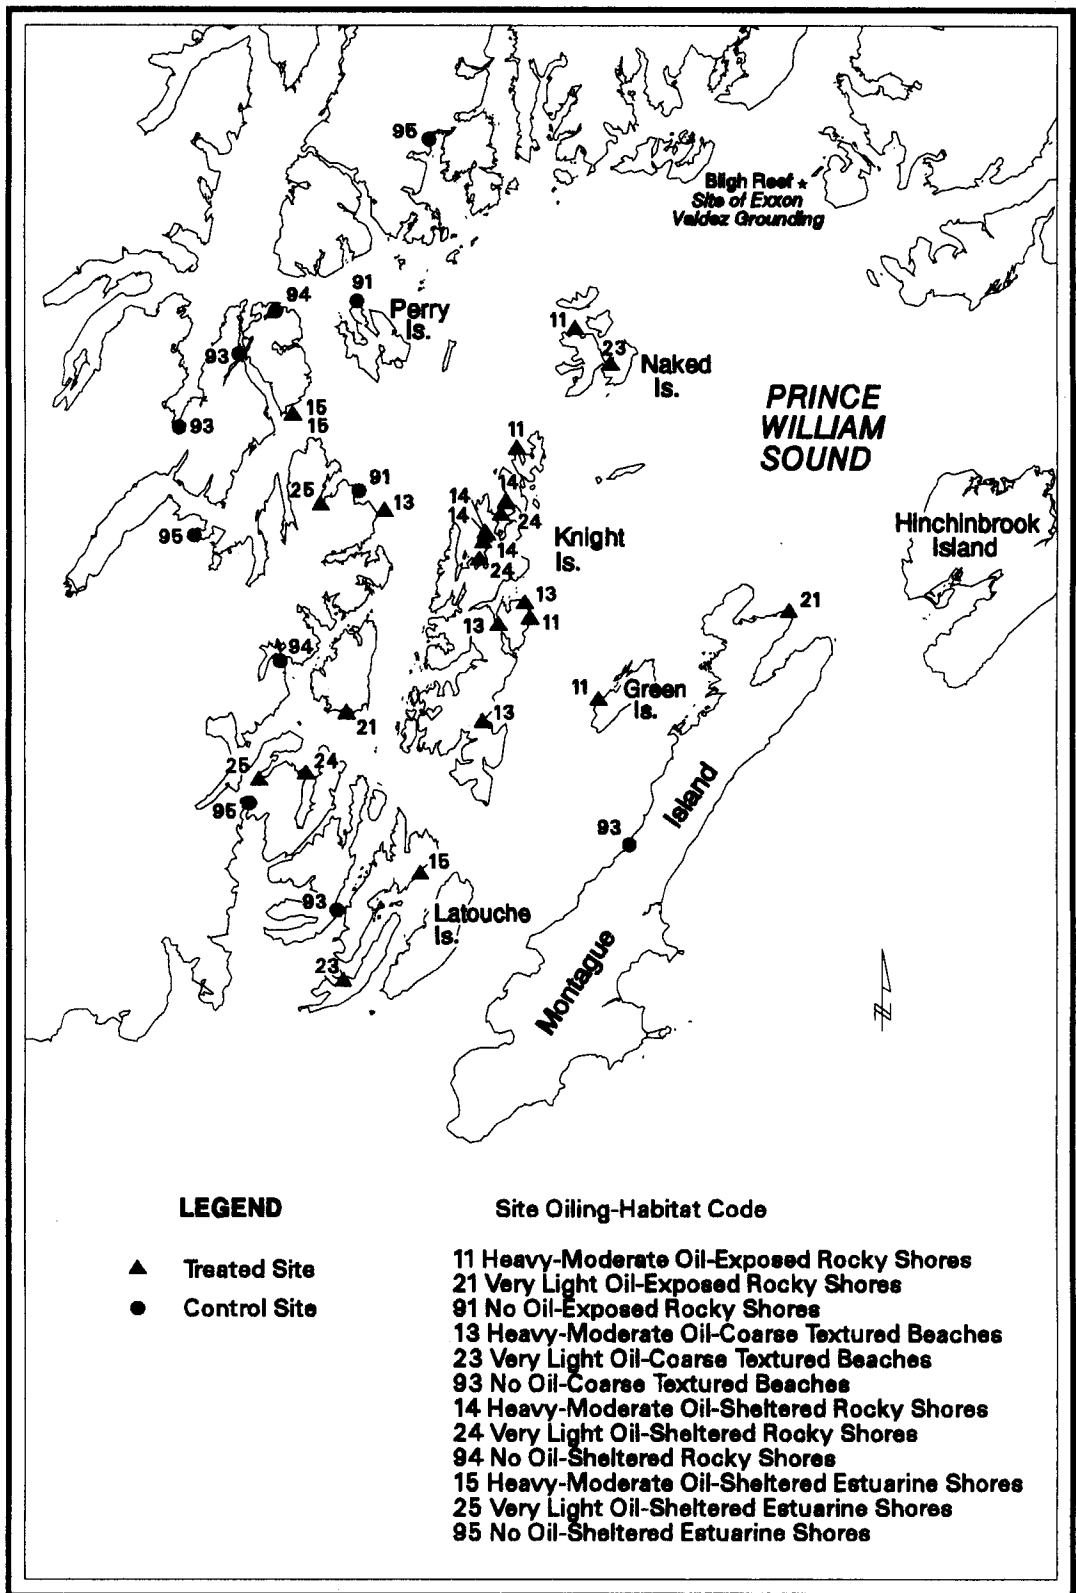 95
Bligh Reef
Site of Exxon
Valdez Grounding
94
91
Perry
Is.
93
11
23
Naked
Is.
PRINCE
WILLIAM
SOUND
15
15
93
11
25
91
13
14
14
14
24
14
24
Knight
Is.
95
Hinchinbrook
Island
13
13
11
21
94
11
Green
Is.
21
13
25
24
95
Island
93
15
93
Latouche
Is.
23
Montague
N
LEGEND
Treated Site
Control Site
Site Oiling-Habitat Code
11 Heavy-Moderate Oil-Exposed Rocky Shores
21 Very Light Oil-Exposed Rocky Shores
91 No Oil-Exposed Rocky Shores
13 Heavy-Moderate Oil-Coarse Textured Beaches
23 Very Light Oil-Coarse Textured Beaches
93 No Oil-Coarse Textured Beaches
14 Heavy-Moderate Oil-Sheltered Rocky Shores
24 Very Light Oil-Sheltered Rocky Shores
94 No Oil-Sheltered Rocky Shores
15 Heavy-Moderate Oil-Sheltered Estuarine Shores
25 Very Light Oil-Sheltered Estuarine Shores
95 No Oil-Sheltered Estuarine Shores